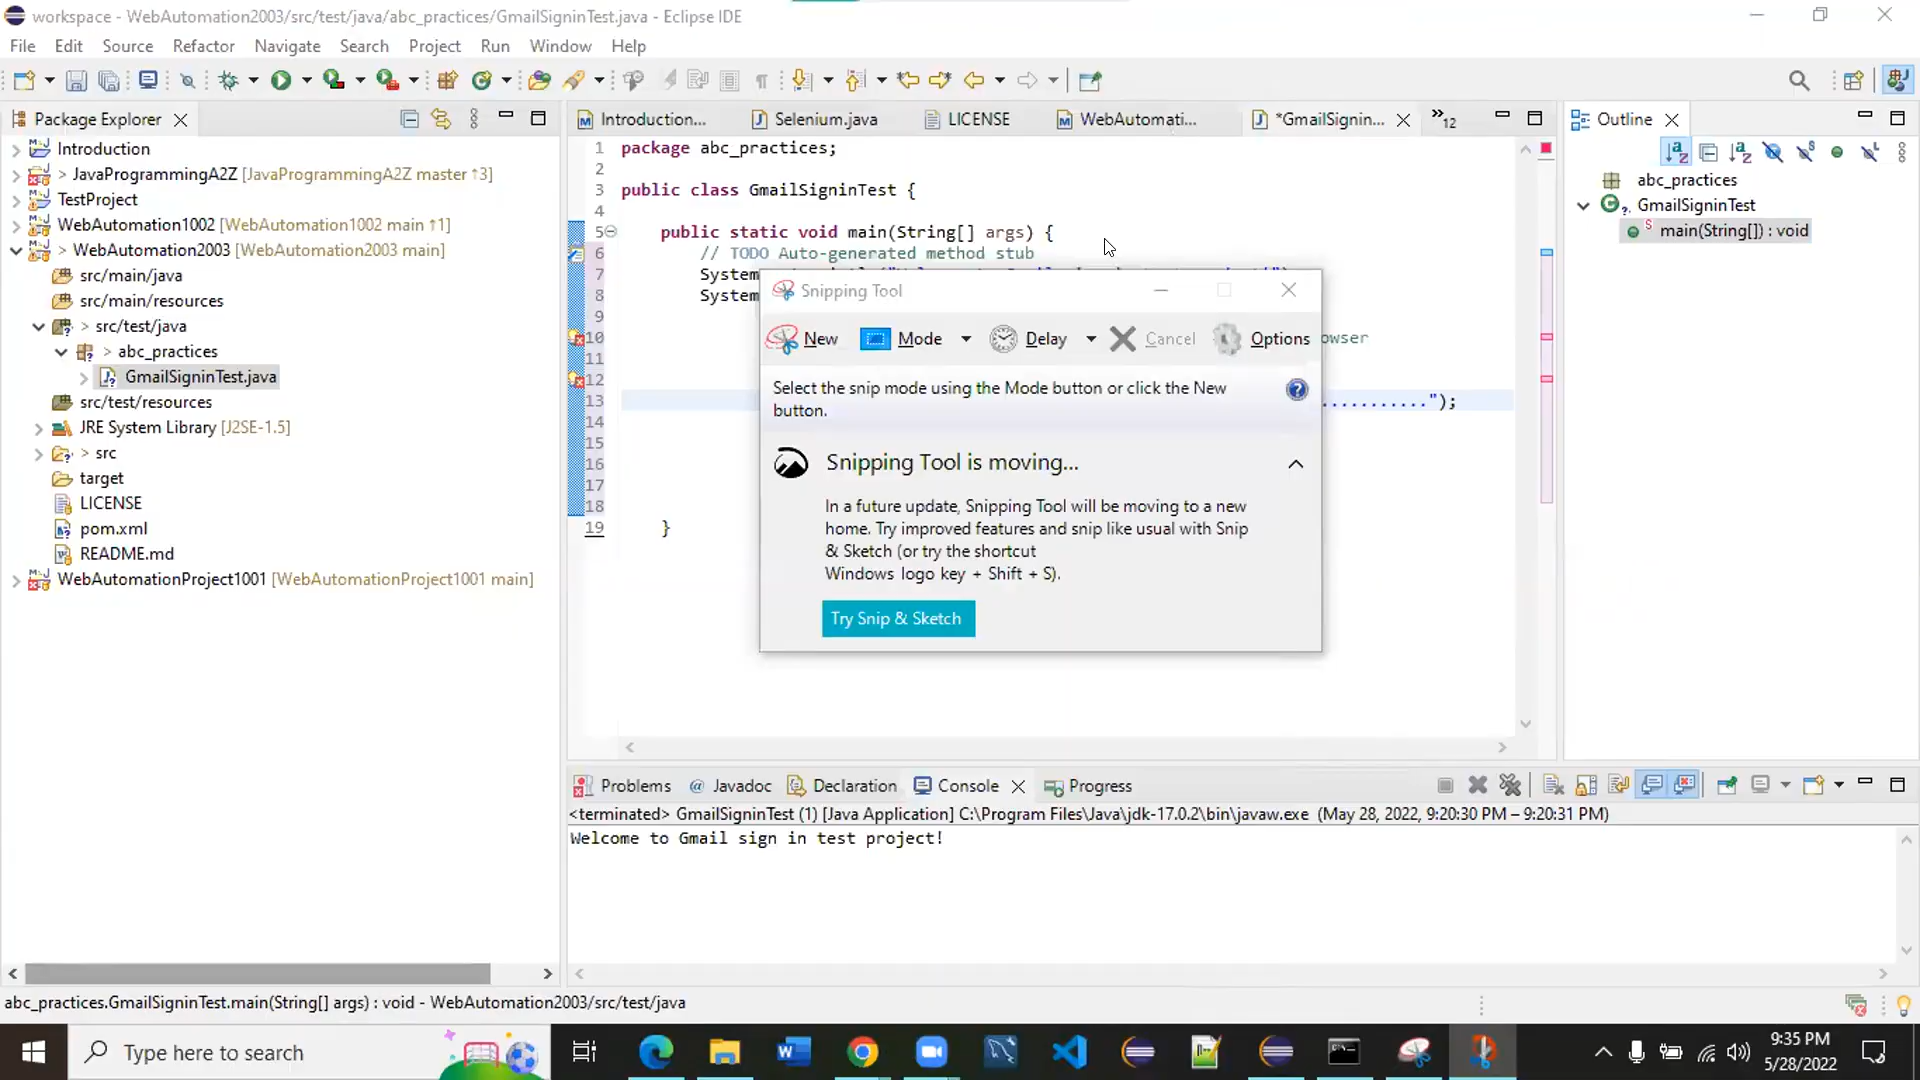 workspace - WebAutomation2003/src/test/java/abc_practices/GmailSigninTest.java - Eclipse IDE
File Edit Source Refactor Navigate Search Project Run Window Help
Package Explorer
Introduction
> JavaProgrammingA2Z [JavaProgrammingA2Z master ↑3]
TestProject
WebAutomation1002 [WebAutomation1002 main ↑1]
> WebAutomation2003 [WebAutomation2003 main]
src/main/java
src/main/resources
> src/test/java
> abc_practices
GmailSigninTest.java
src/test/resources
JRE System Library [J2SE-1.5]
> src
target
LICENSE
pom.xml
README.md
WebAutomationProject1001 [WebAutomationProject1001 main]
Introduction... Selenium.java LICENSE WebAutomati... *GmailSignin... »12
1 package abc_practices;
2
3 public class GmailSigninTest {
4
5 public static void main(String[] args) {
6 // TODO Auto-generated method stub
7 System
8 System
9
10 owser
11
12
13 ...........");
14
15
16
17
18
19 }
Snipping Tool
New Mode Delay Cancel Options
Select the snip mode using the Mode button or click the New
button.
Snipping Tool is moving...
In a future update, Snipping Tool will be moving to a new
home. Try improved features and snip like usual with Snip
& Sketch (or try the shortcut
Windows logo key + Shift + S).
Try Snip & Sketch
Outline
abc_practices
GmailSigninTest
main(String[]) : void
Problems @ Javadoc Declaration Console Progress
<terminated> GmailSigninTest (1) [Java Application] C:\Program Files\Java\jdk-17.0.2\bin\javaw.exe (May 28, 2022, 9:20:30 PM – 9:20:31 PM)
Welcome to Gmail sign in test project!
abc_practices.GmailSigninTest.main(String[] args) : void - WebAutomation2003/src/test/java
Type here to search
9:35 PM
5/28/2022